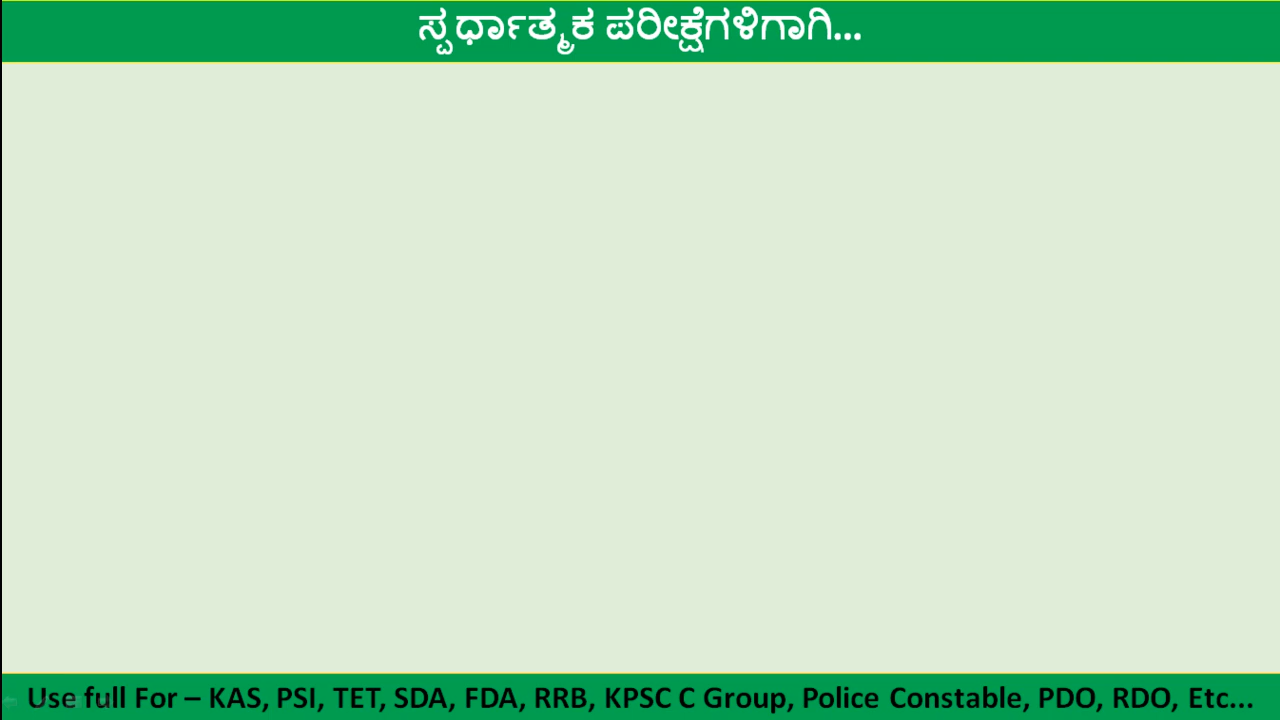 ಸ್ಪರ್ಧಾತ್ಮಕ ಪರೀಕ್ಷೆಗಳಿಗಾಗಿ...
Use full For – KAS, PSI, TET, SDA, FDA, RRB, KPSC C Group, Police Constable, PDO, RDO, Etc...